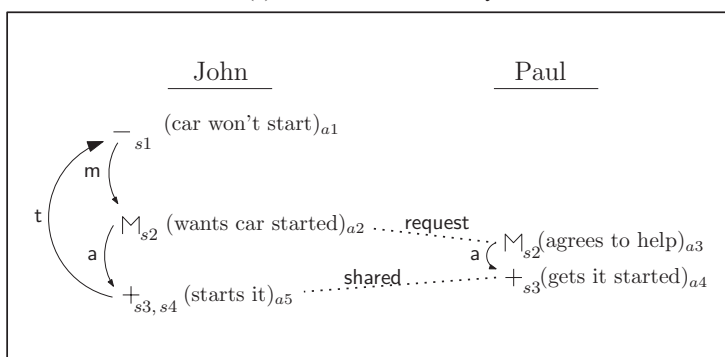 John Paul
− s1 (car won't start)a1
m
t
M s2 (wants car started)a2 request
M s2 (agrees to help)a3
a a
+ s3 (gets it started)a4
shared
+ s3, s4 (starts it)a5